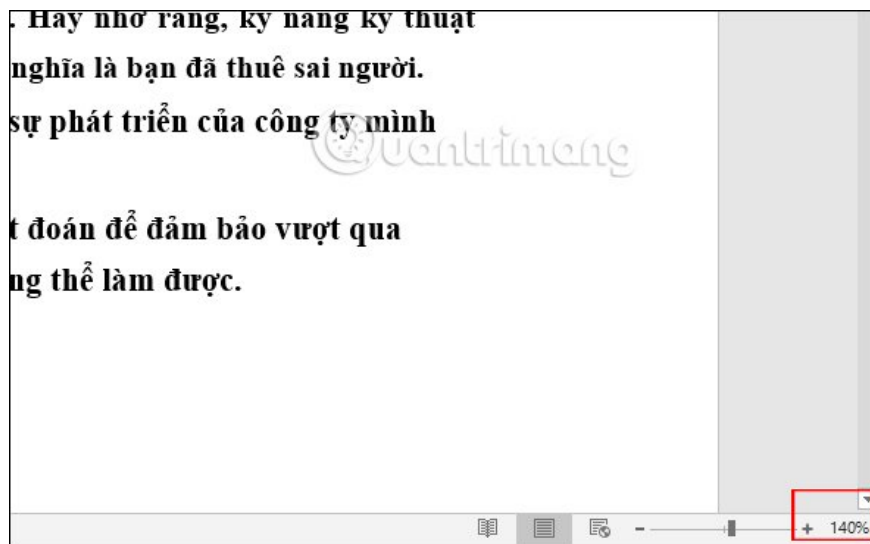 . Hãy nhớ rằng, kỹ năng kỹ thuật
nghĩa là bạn đã thuê sai người.
sự phát triển của công ty mình
Quantrimang
t đoán để đảm bảo vượt qua
ng thể làm được.
- + 140%